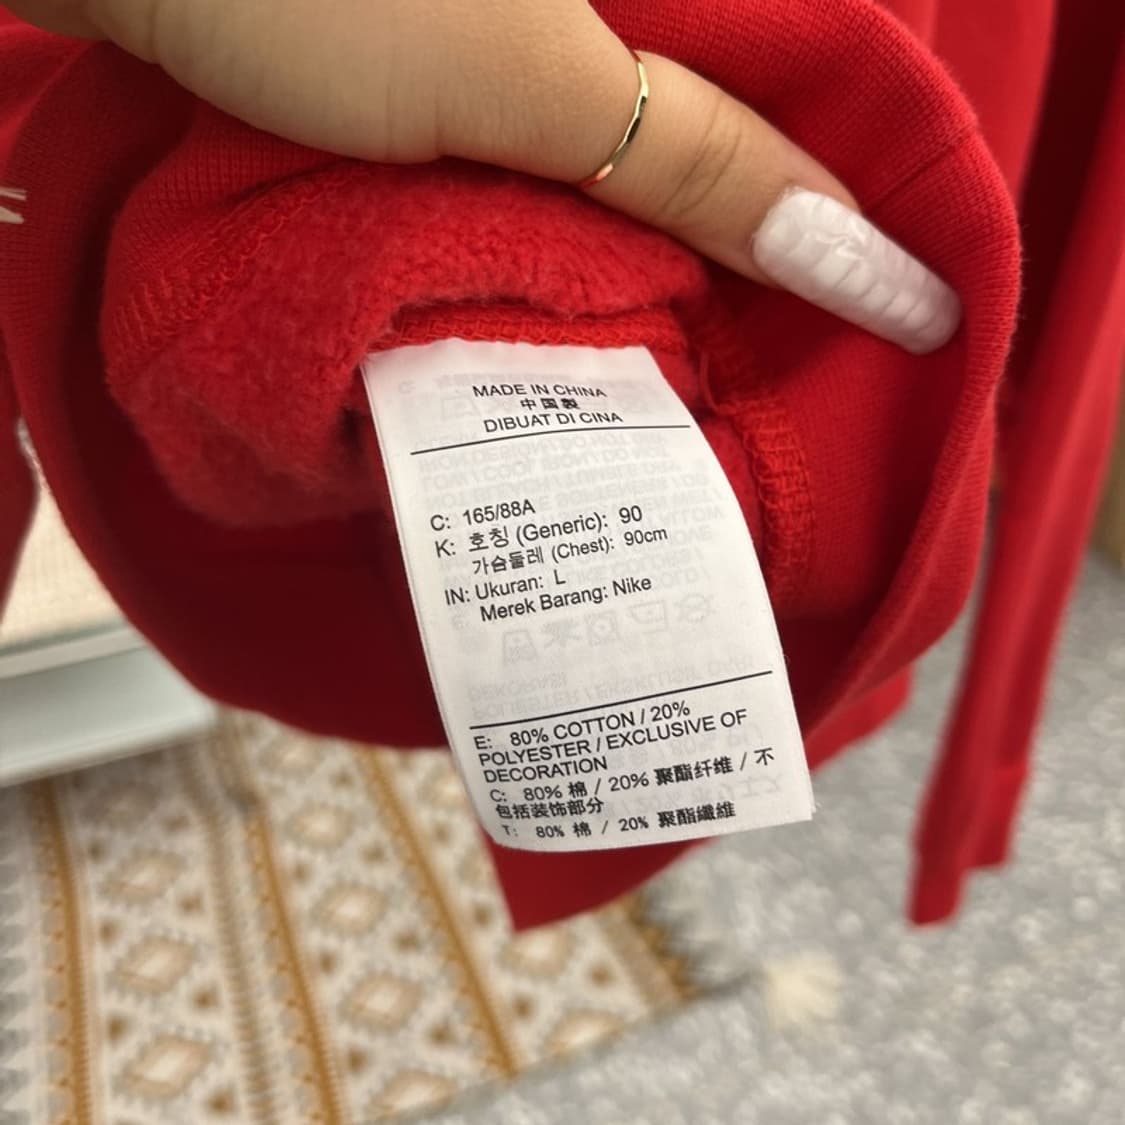 MADE IN CHINA
中国製
DIBUAT DI CINA
C: 165/88A
K: 호칭 (Generic): 90
가슴둘레 (Chest): 90cm
IN: Ukuran: L
Merek Barang: Nike
E: 80% COTTON / 20%
POLYESTER / EXCLUSIVE OF
DECORATION
C: 80% 棉 / 20% 聚酯纤维 / 不
包括装饰部分
T: 80% 棉 / 20% 聚酯纖維